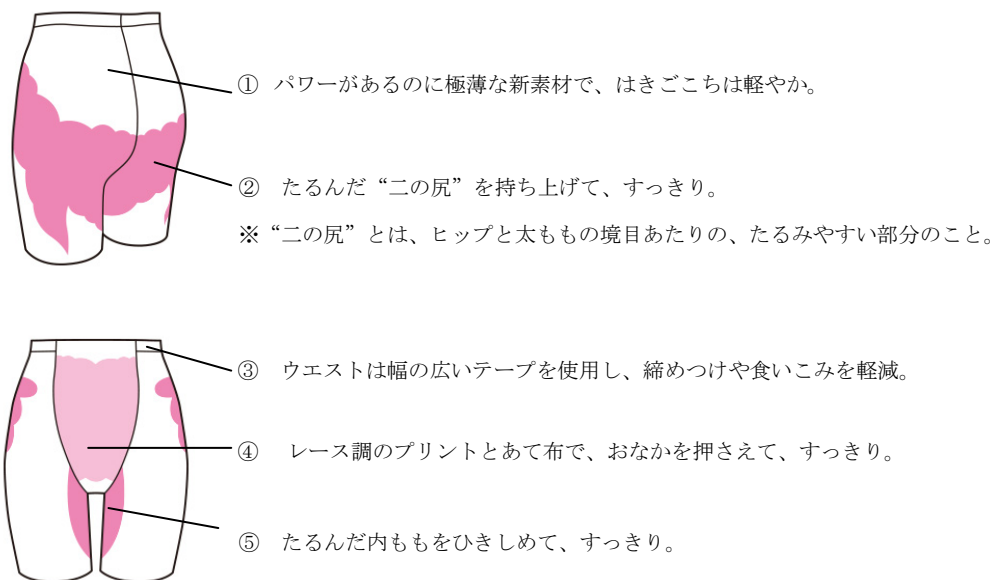 ① パワーがあるのに極薄な新素材で、はきごこちは軽やか。
② たるんだ“二の尻”を持ち上げて、すっきり。
※“二の尻”とは、ヒップと太ももの境目あたりの、たるみやすい部分のこと。
③ ウエストは幅の広いテープを使用し、締めつけや食いこみを軽減。
④ レース調のプリントとあて布で、おなかを押さえて、すっきり。
⑤ たるんだ内ももをひきしめて、すっきり。